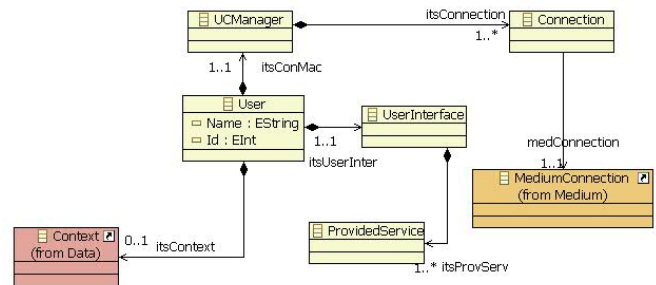 UCManager
itsConnection
Connection
1..*
1..1
itsConMac
User
Name : EString
Id : EInt
1..1
UserInterface
itsUserInter
medConnection
1..1
MediumConnection
(from Medium)
Context
(from Data)
0..1
itsContext
ProvidedService
1..* itsProvServ